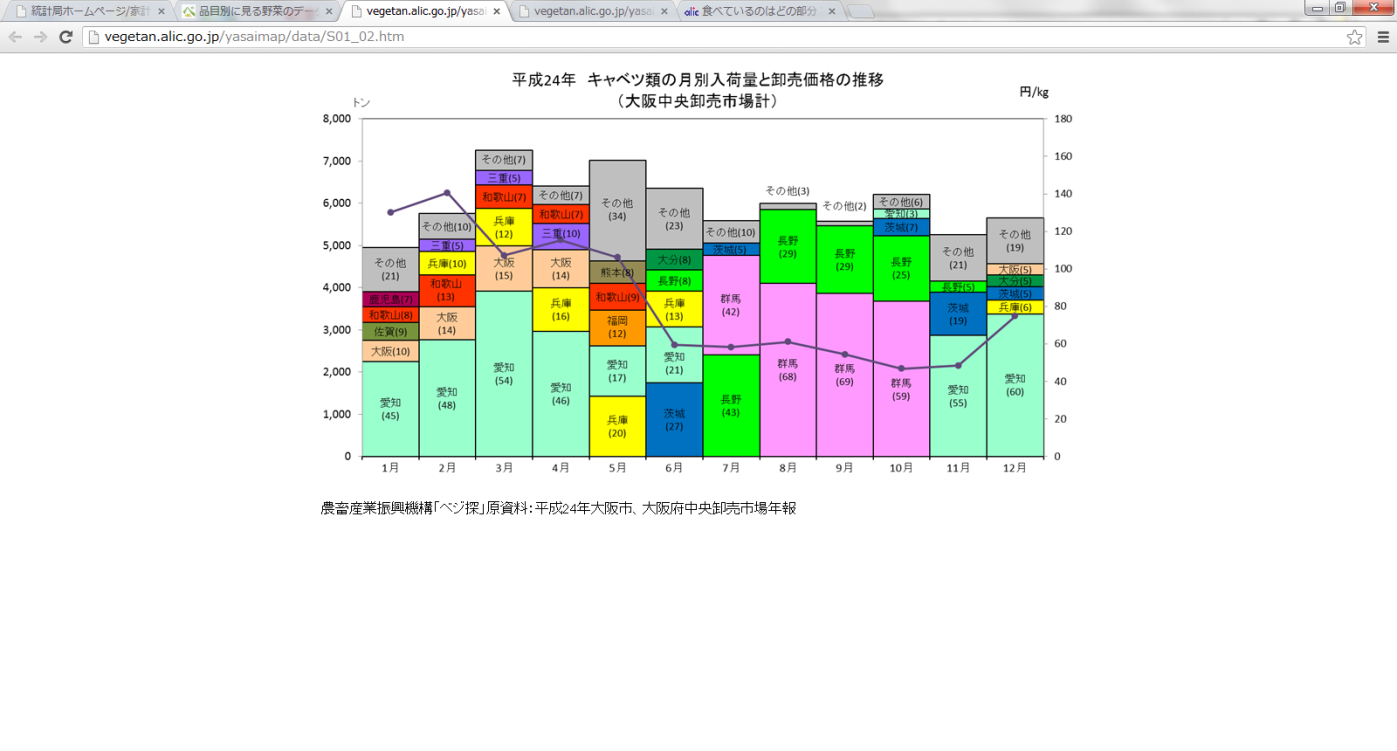 統計局ホームページ/家計
品目別に見る野菜のデー
vegetan.alic.go.jp/yasai
vegetan.alic.go.jp/yasai
alic 食べているのはどの部分
vegetan.alic.go.jp/yasaimap/data/S01_02.htm
平成24年 キャベツ類の月別入荷量と卸売価格の推移
（大阪中央卸売市場計）
トン
円/kg
8,000
7,000
6,000
5,000
4,000
3,000
2,000
1,000
0
180
160
140
120
100
80
60
40
20
0
その他
(21)
鹿児島(7)
和歌山(8)
佐賀(9)
大阪(10)
愛知
(45)
その他(10)
三重(5)
兵庫(10)
和歌山
(13)
大阪
(14)
愛知
(48)
その他(7)
三重(5)
和歌山(7)
兵庫
(12)
大阪
(15)
愛知
(54)
その他(7)
和歌山(7)
三重(10)
大阪
(14)
兵庫
(16)
愛知
(46)
その他
(34)
熊本(8)
和歌山(9)
福岡
(12)
愛知
(17)
兵庫
(20)
その他
(23)
大分(8)
長野(8)
兵庫
(13)
愛知
(21)
茨城
(27)
その他(10)
茨城(5)
群馬
(42)
長野
(43)
その他(3)
長野
(29)
群馬
(68)
その他(2)
長野
(29)
群馬
(69)
その他(6)
愛知(3)
茨城(7)
長野
(25)
群馬
(59)
その他
(21)
長野(5)
茨城
(19)
愛知
(55)
その他
(19)
大阪(5)
大分(5)
茨城(5)
兵庫(6)
愛知
(60)
1月
2月
3月
4月
5月
6月
7月
8月
9月
10月
11月
12月
農畜産業振興機構「ベジ探」原資料：平成24年大阪市、大阪府中央卸売市場年報